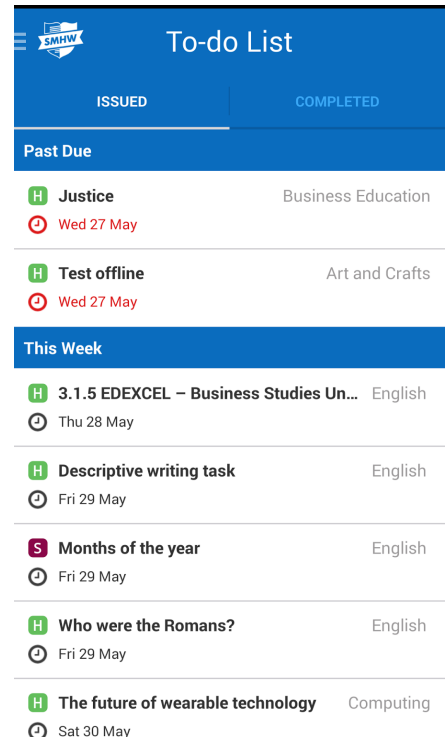 SMHW
To-do List
ISSUED COMPLETED
Past Due
H Justice Business Education
Wed 27 May
H Test offline Art and Crafts
Wed 27 May
This Week
H 3.1.5 EDEXCEL – Business Studies Un... English
Thu 28 May
H Descriptive writing task English
Fri 29 May
S Months of the year English
Fri 29 May
H Who were the Romans? English
Fri 29 May
H The future of wearable technology Computing
Sat 30 May